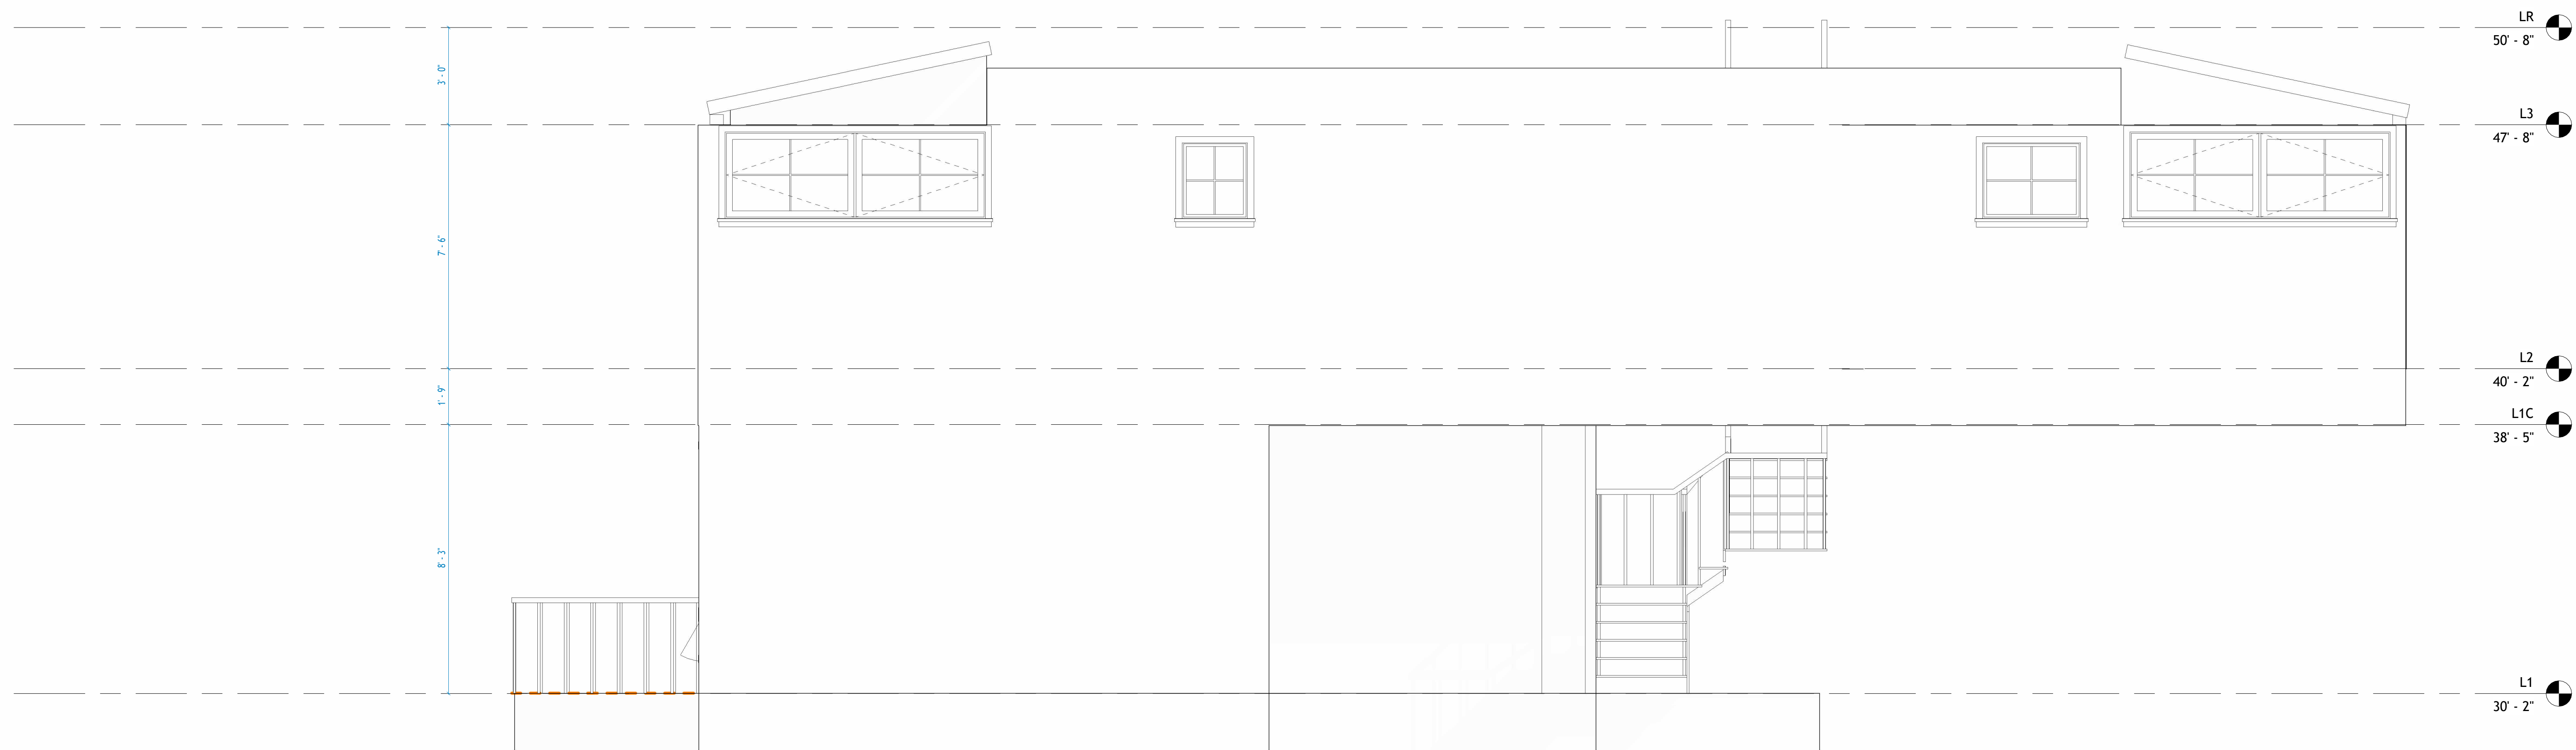 LR
50' - 8"
3' - 0"
L3
47' - 8"
7' - 6"
L2
40' - 2"
1' - 9"
L1C
38' - 5"
8' - 3"
L1
30' - 2"